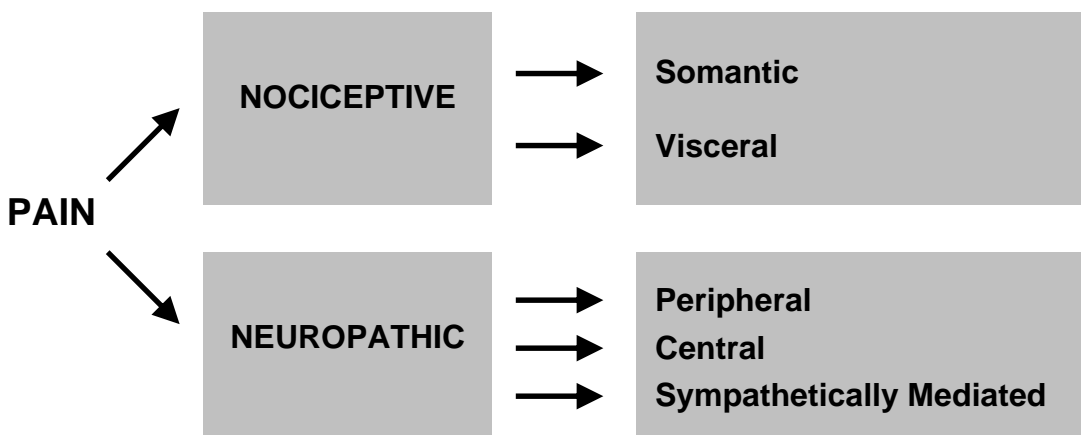 PAIN
NOCICEPTIVE
Somantic
Visceral
NEUROPATHIC
Peripheral
Central
Sympathetically Mediated